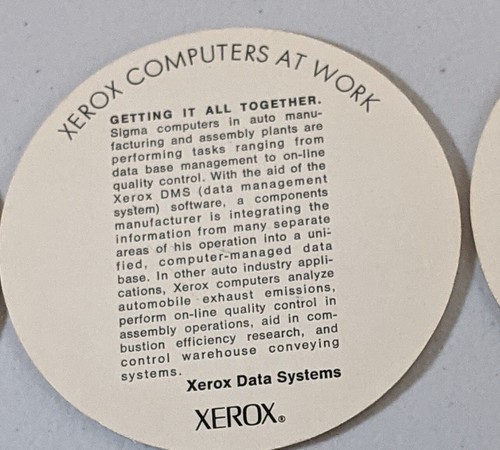 XEROX COMPUTERS AT WORK
GETTING IT ALL TOGETHER.
Sigma computers in auto manu-
facturing and assembly plants are
performing tasks ranging from
data base management to on-line
quality control. With the aid of the
Xerox DMS (data management
system) software, a components
manufacturer is integrating the
information from many separate
areas of his operation into a uni-
fied, computer-managed data
base. In other auto industry appli-
cations, Xerox computers analyze
automobile exhaust emissions,
perform on-line quality control in
assembly operations, aid in com-
bustion efficiency research, and
control warehouse conveying
systems.
Xerox Data Systems
XEROX®